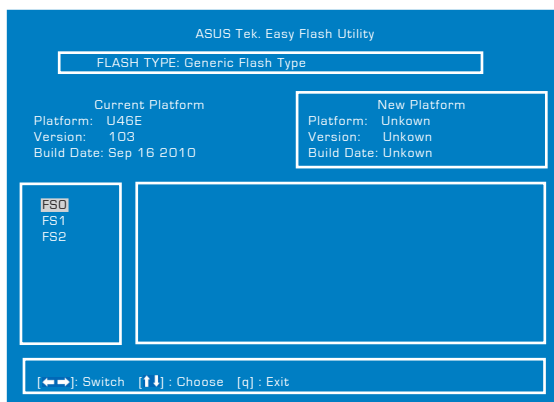 ASUS Tek. Easy Flash Utility
FLASH TYPE: Generic Flash Type
Current Platform
Platform: U46E
Version: 103
Build Date: Sep 16 2010
New Platform
Platform: Unkown
Version: Unkown
Build Date: Unkown
FS0
FS1
FS2
[⬅➡]: Switch [⬆⬇] : Choose [q] : Exit